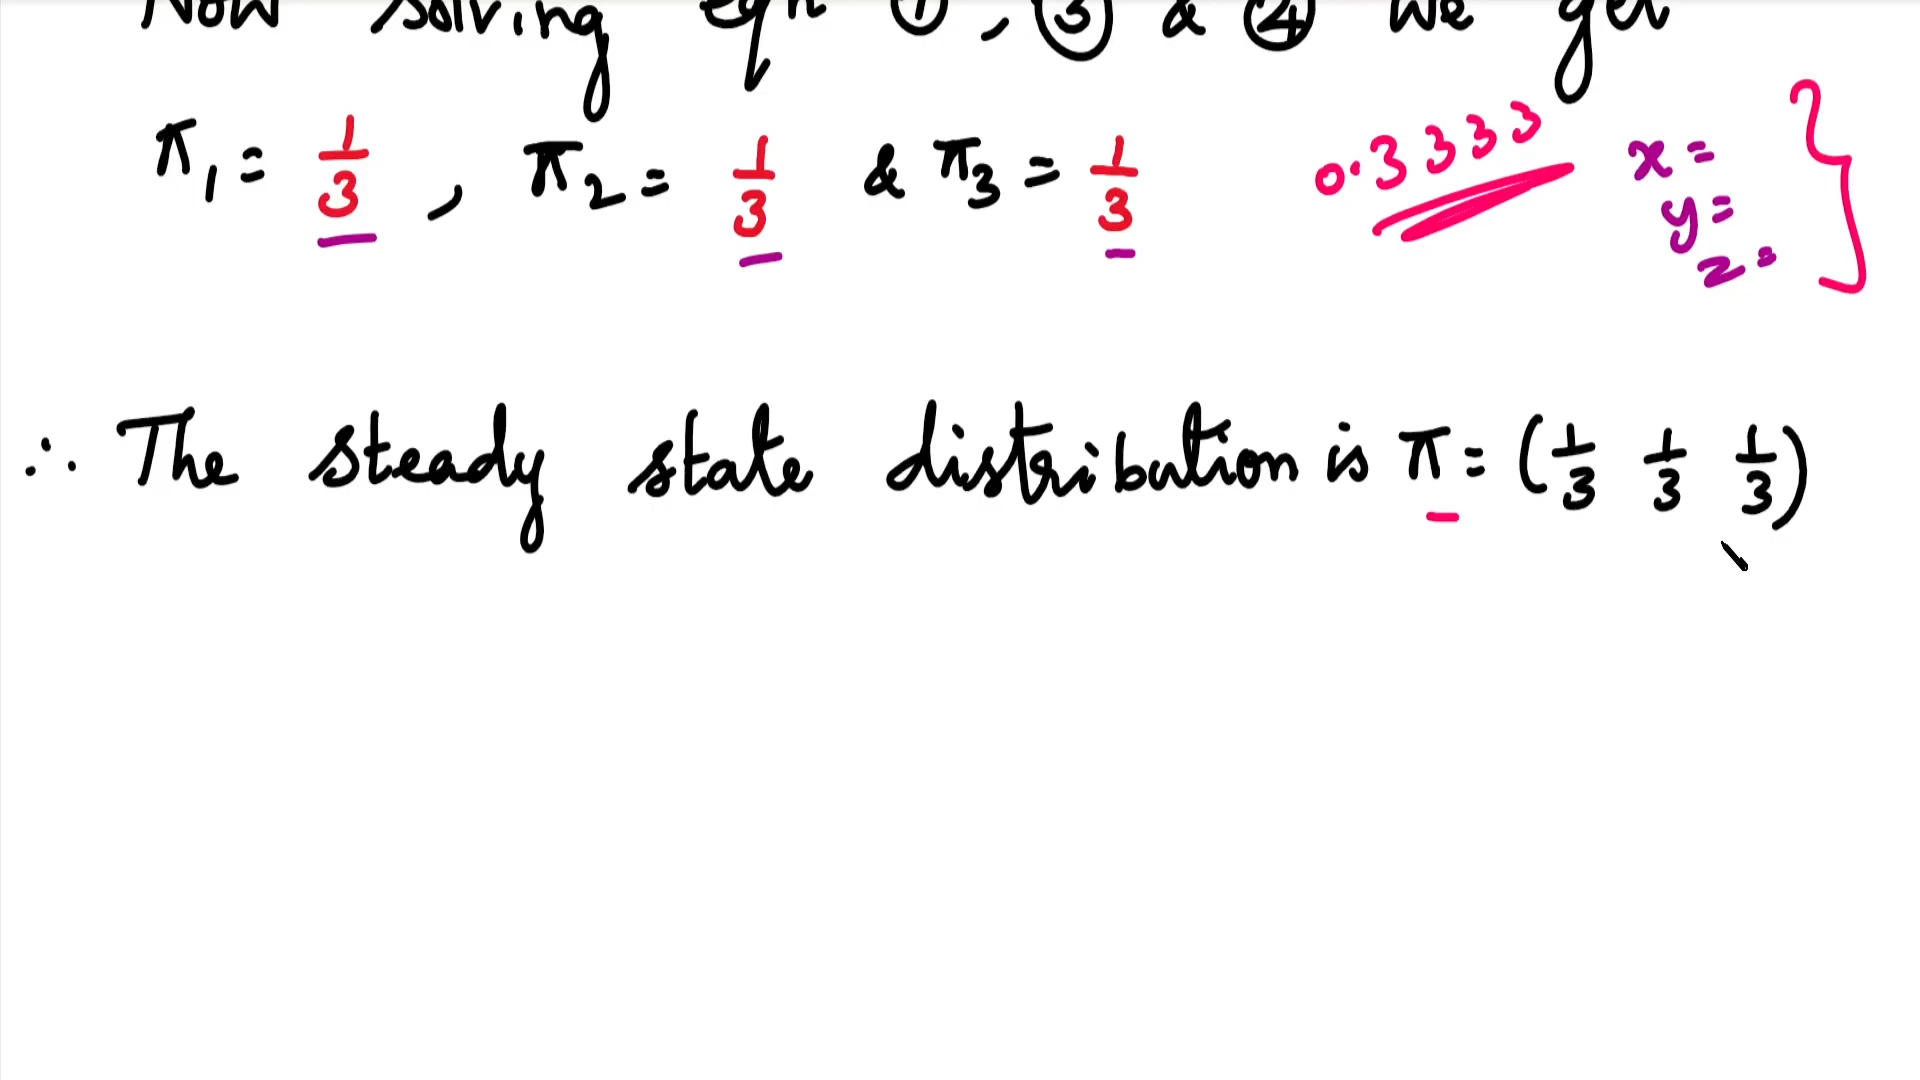 Now solving eqn ①, ③ & ④ we get
π₁ = 1/3, π₂ = 1/3 & π₃ = 1/3
0.3333
x=
y=
z=
∴ The steady state distribution is π = (1/3 1/3 1/3)